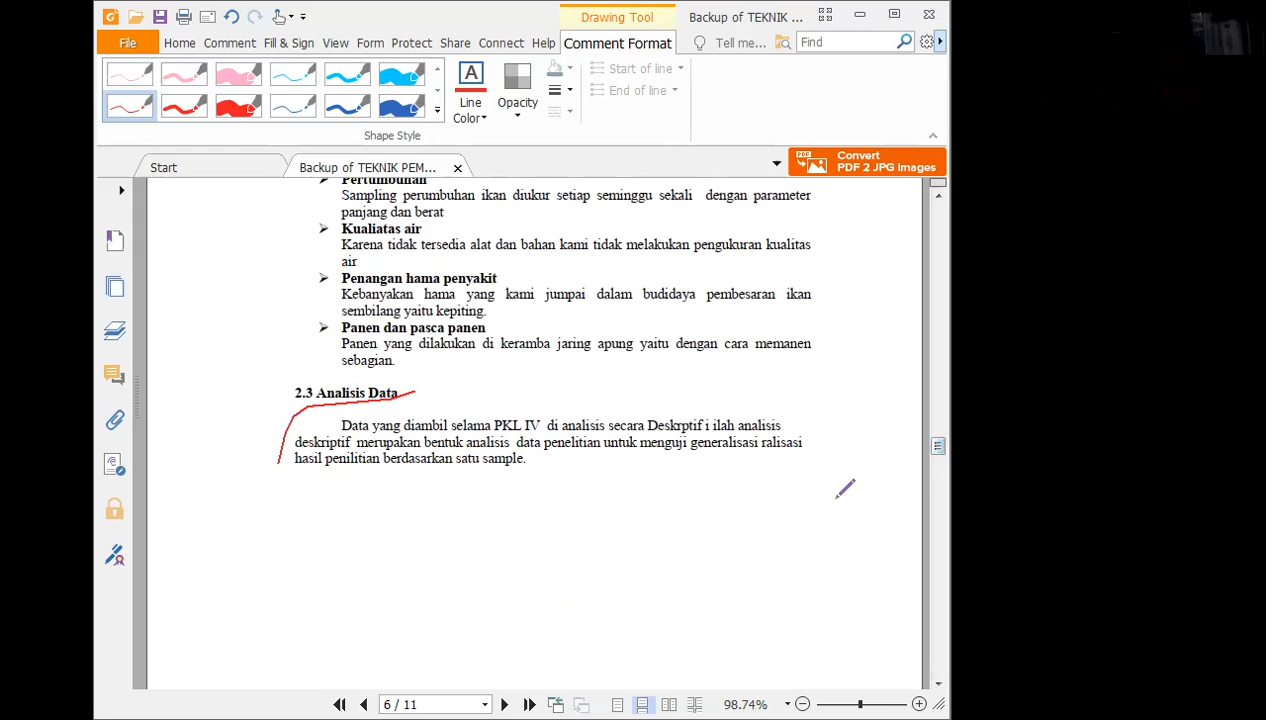 Drawing Tool
Backup of TEKNIK ...
File
Home
Comment
Fill & Sign
View
Form
Protect
Share
Connect
Help
Comment Format
Tell me...
Find
A
Line
Color
Opacity
Start of line
End of line
Shape Style
Start
Backup of TEKNIK PEM...
PDF
Convert
PDF 2 JPG Images
Pertumbuhan
Sampling perumbuhan ikan diukur setiap seminggu sekali dengan parameter
panjang dan berat
Kualiatas air
Karena tidak tersedia alat dan bahan kami tidak melakukan pengukuran kualitas
air
Penangan hama penyakit
Kebanyakan hama yang kami jumpai dalam budidaya pembesaran ikan
sembilang yaitu kepiting.
Panen dan pasca panen
Panen yang dilakukan di keramba jaring apung yaitu dengan cara memanen
sebagian.
2.3 Analisis Data
Data yang diambil selama PKL IV di analisis secara Deskrptif i ilah analisis
deskriptif merupakan bentuk analisis data penelitian untuk menguji generalisasi ralisasi
hasil penilitian berdasarkan satu sample.
6 / 11
98.74%